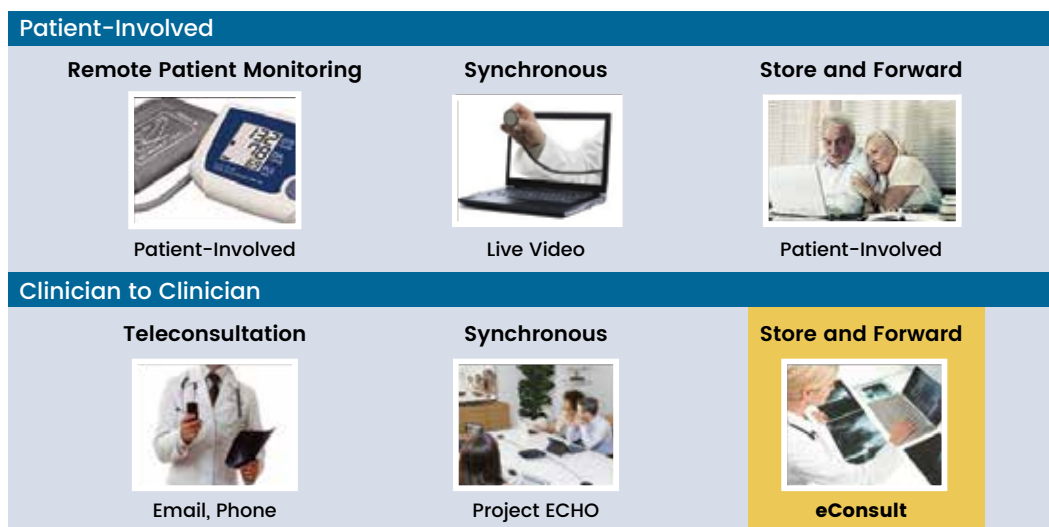 Patient-Involved
Remote Patient Monitoring
Synchronous
Store and Forward
Patient-Involved
Live Video
Patient-Involved
Clinician to Clinician
Teleconsultation
Synchronous
Store and Forward
Email, Phone
Project ECHO
eConsult